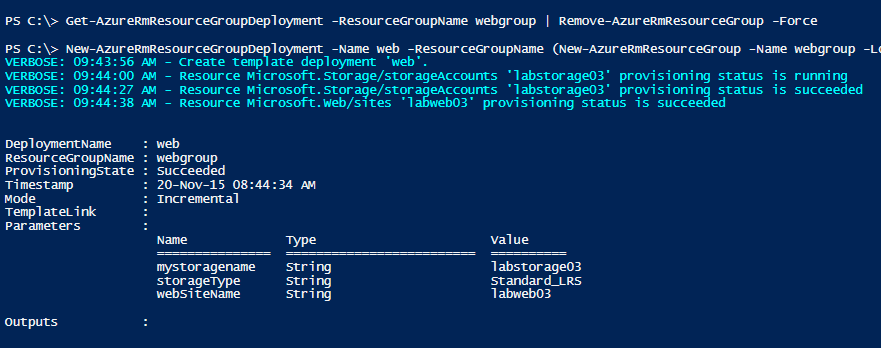 PS C:\> Get-AzureRmResourceGroupDeployment -ResourceGroupName webgroup | Remove-AzureRmResourceGroup -Force
PS C:\> New-AzureRmResourceGroupDeployment -Name web -ResourceGroupName (New-AzureRmResourceGroup -Name webgroup -Lo
VERBOSE: 09:43:56 AM - Create template deployment 'web'.
VERBOSE: 09:44:00 AM - Resource Microsoft.Storage/storageAccounts 'labstorage03' provisioning status is running
VERBOSE: 09:44:27 AM - Resource Microsoft.Storage/storageAccounts 'labstorage03' provisioning status is succeeded
VERBOSE: 09:44:38 AM - Resource Microsoft.Web/sites 'labweb03' provisioning status is succeeded
DeploymentName : web
ResourceGroupName : webgroup
ProvisioningState : Succeeded
Timestamp : 20-Nov-15 08:44:34 AM
Mode : Incremental
TemplateLink :
Parameters :
Name Type Value
=============== ========================= ==========
mystoragename String labstorage03
storageType String Standard_LRS
webSiteName String labweb03
Outputs :